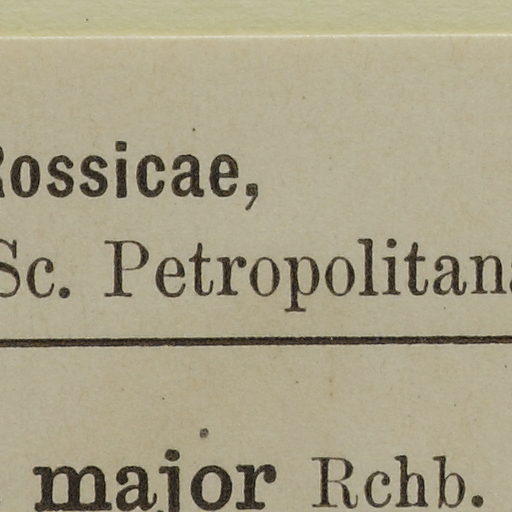 Rossicae,
Sc. Petropolitana
major Rchb.